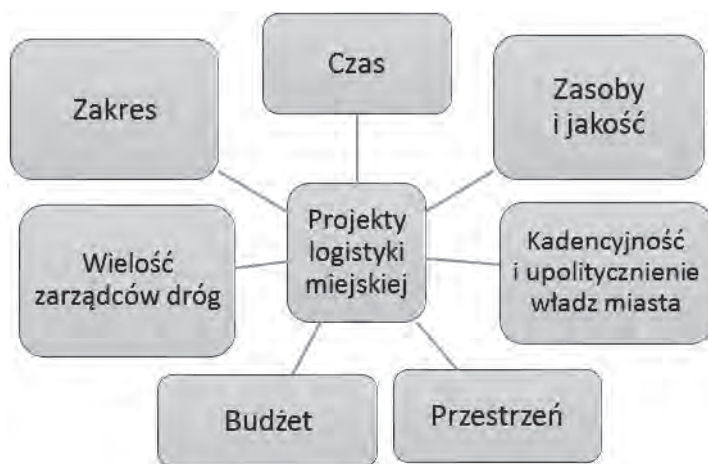 Czas
Zakres
Zasoby
i jakość
Projekty
logistyki
miejskiej
Wielość
zarządców dróg
Kadencyjność
i upolitycznienie
władz miasta
Budżet
Przestrzeń